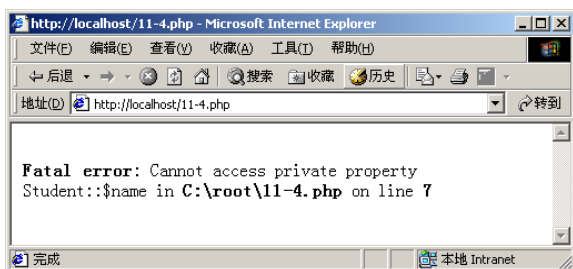 http://localhost/11-4.php - Microsoft Internet Explorer
文件(F) 编辑(E) 查看(V) 收藏(A) 工具(T) 帮助(H)
后退 搜索 收藏 历史
地址(D) http://localhost/11-4.php 转到
Fatal error: Cannot access private property
Student::$name in C:\root\11-4.php on line 7
完成 本地 Intranet